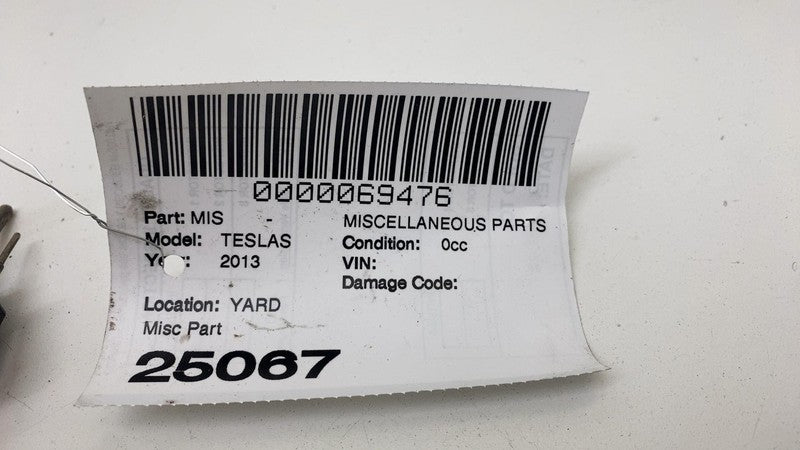 0000069476
Part: MIS - MISCELLANEOUS PARTS
Model: TESLAS Condition: 0cc
2013 VIN:
Damage Code:
Location: YARD
Misc Part
25067